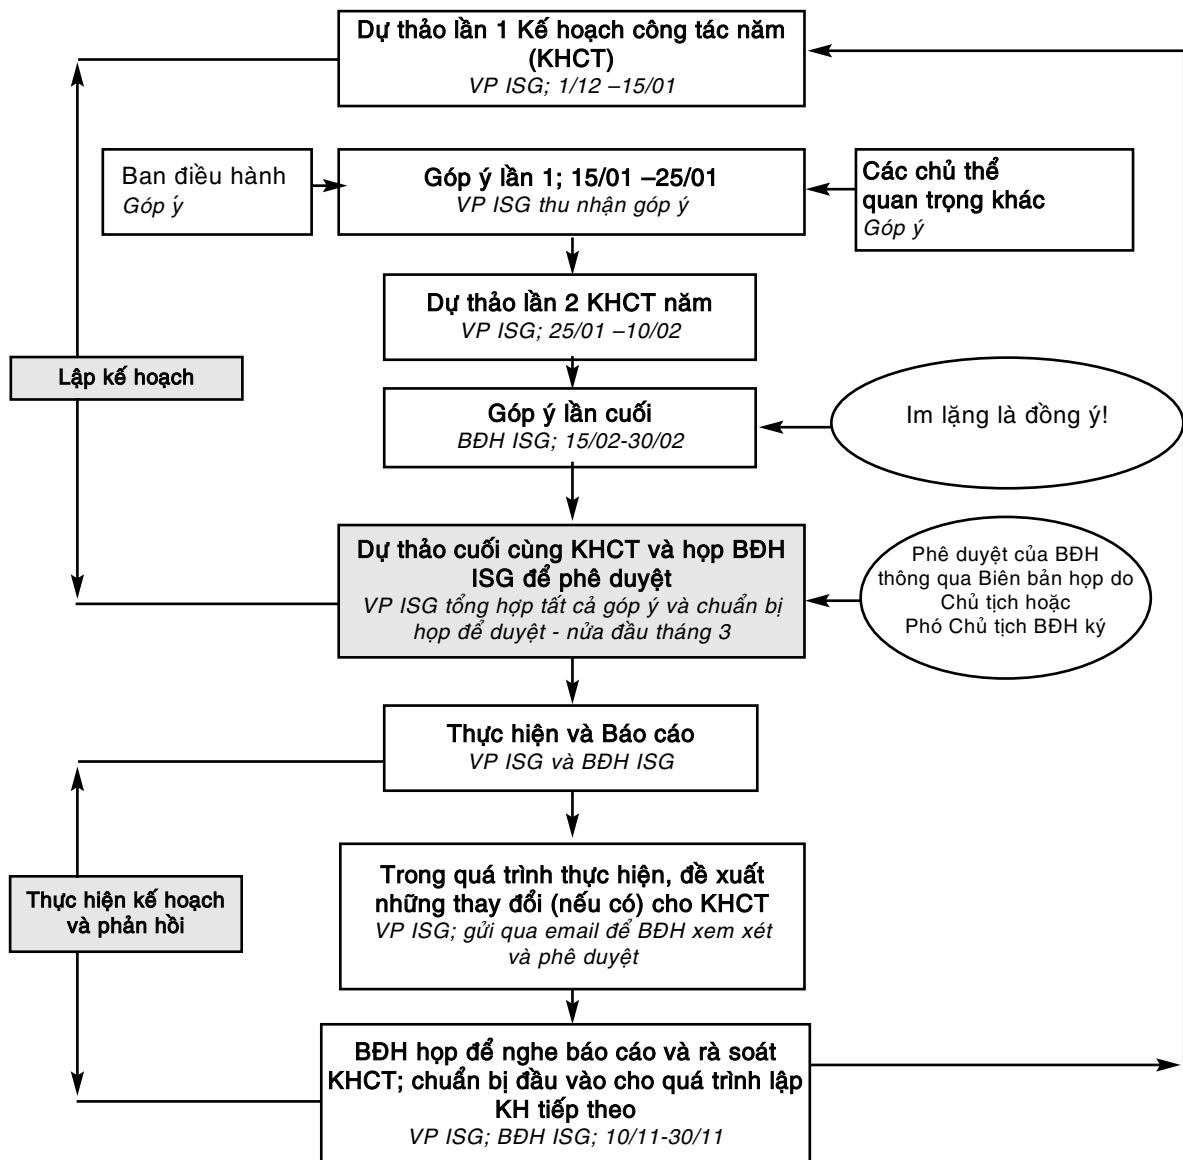 Dự thảo lần 1 Kế hoạch công tác năm
(KHCT)
VP ISG; 1/12 –15/01
Ban điều hành
Góp ý
Góp ý lần 1; 15/01 –25/01
VP ISG thu nhận góp ý
Các chủ thể
quan trọng khác
Góp ý
Dự thảo lần 2 KHCT năm
VP ISG; 25/01 –10/02
Lập kế hoạch
Góp ý lần cuối
BĐH ISG; 15/02-30/02
Im lặng là đồng ý!
Dự thảo cuối cùng KHCT và họp BĐH
ISG để phê duyệt
VP ISG tổng hợp tất cả góp ý và chuẩn bị
họp để duyệt - nửa đầu tháng 3
Phê duyệt của BĐH
thông qua Biên bản họp do
Chủ tịch hoặc
Phó Chủ tịch BĐH ký
Thực hiện và Báo cáo
VP ISG và BĐH ISG
Thực hiện kế hoạch
và phản hồi
Trong quá trình thực hiện, đề xuất
những thay đổi (nếu có) cho KHCT
VP ISG; gửi qua email để BĐH xem xét
và phê duyệt
BĐH họp để nghe báo cáo và rà soát
KHCT; chuẩn bị đầu vào cho quá trình lập
KH tiếp theo
VP ISG; BĐH ISG; 10/11-30/11